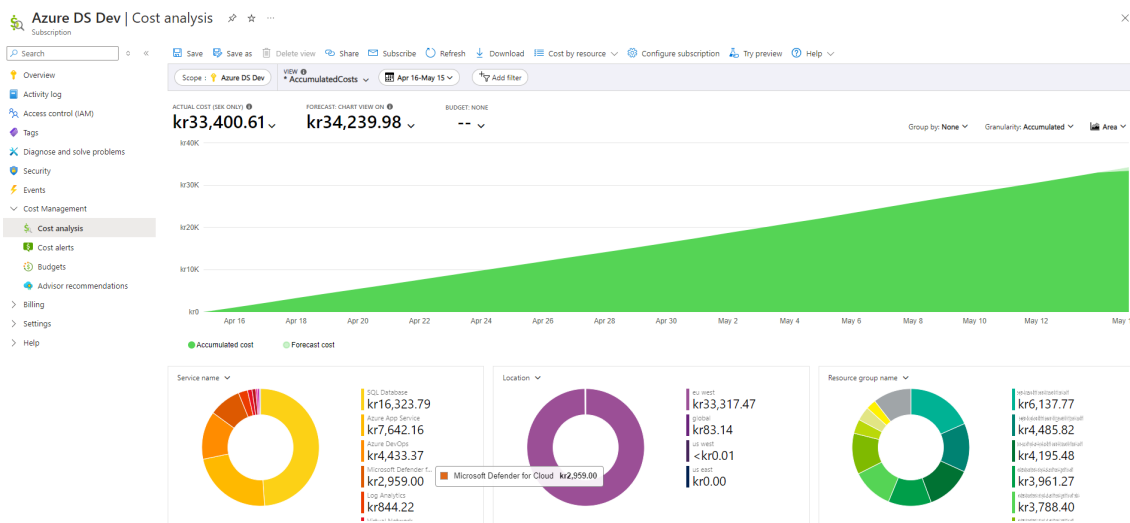 Azure DS Dev | Cost analysis
Subscription
Search
Overview
Activity log
Access control (IAM)
Tags
Diagnose and solve problems
Security
Events
Cost Management
Cost analysis
Cost alerts
Budgets
Advisor recommendations
Billing
Settings
Help
Save Save as Delete view Share Subscribe Refresh Download Cost by resource Configure subscription Try preview Help
Scope : Azure DS Dev VIEW * AccumulatedCosts Apr 16-May 15 Add filter
ACTUAL COST (SEK ONLY) FORECAST: CHART VIEW ON BUDGET: NONE
kr33,400.61 kr34,239.98 --
Group by: None Granularity: Accumulated Area
kr40K
kr30K
kr20K
kr10K
kr0
Apr 16 Apr 18 Apr 20 Apr 22 Apr 24 Apr 26 Apr 28 Apr 30 May 2 May 4 May 6 May 8 May 10 May 12 May
Accumulated cost Forecast cost
Service name
SQL Database
kr16,323.79
Azure App Service
kr7,642.16
Azure DevOps
kr4,433.37
Microsoft Defender f...
kr2,959.00
Log Analytics
kr844.22
Virtual Network
Microsoft Defender for Cloud kr2,959.00
Location
eu west
kr33,317.47
global
kr83.14
us west
<kr0.01
us east
kr0.00
Resource group name
kr6,137.77
kr4,485.82
kr4,195.48
kr3,961.27
kr3,788.40